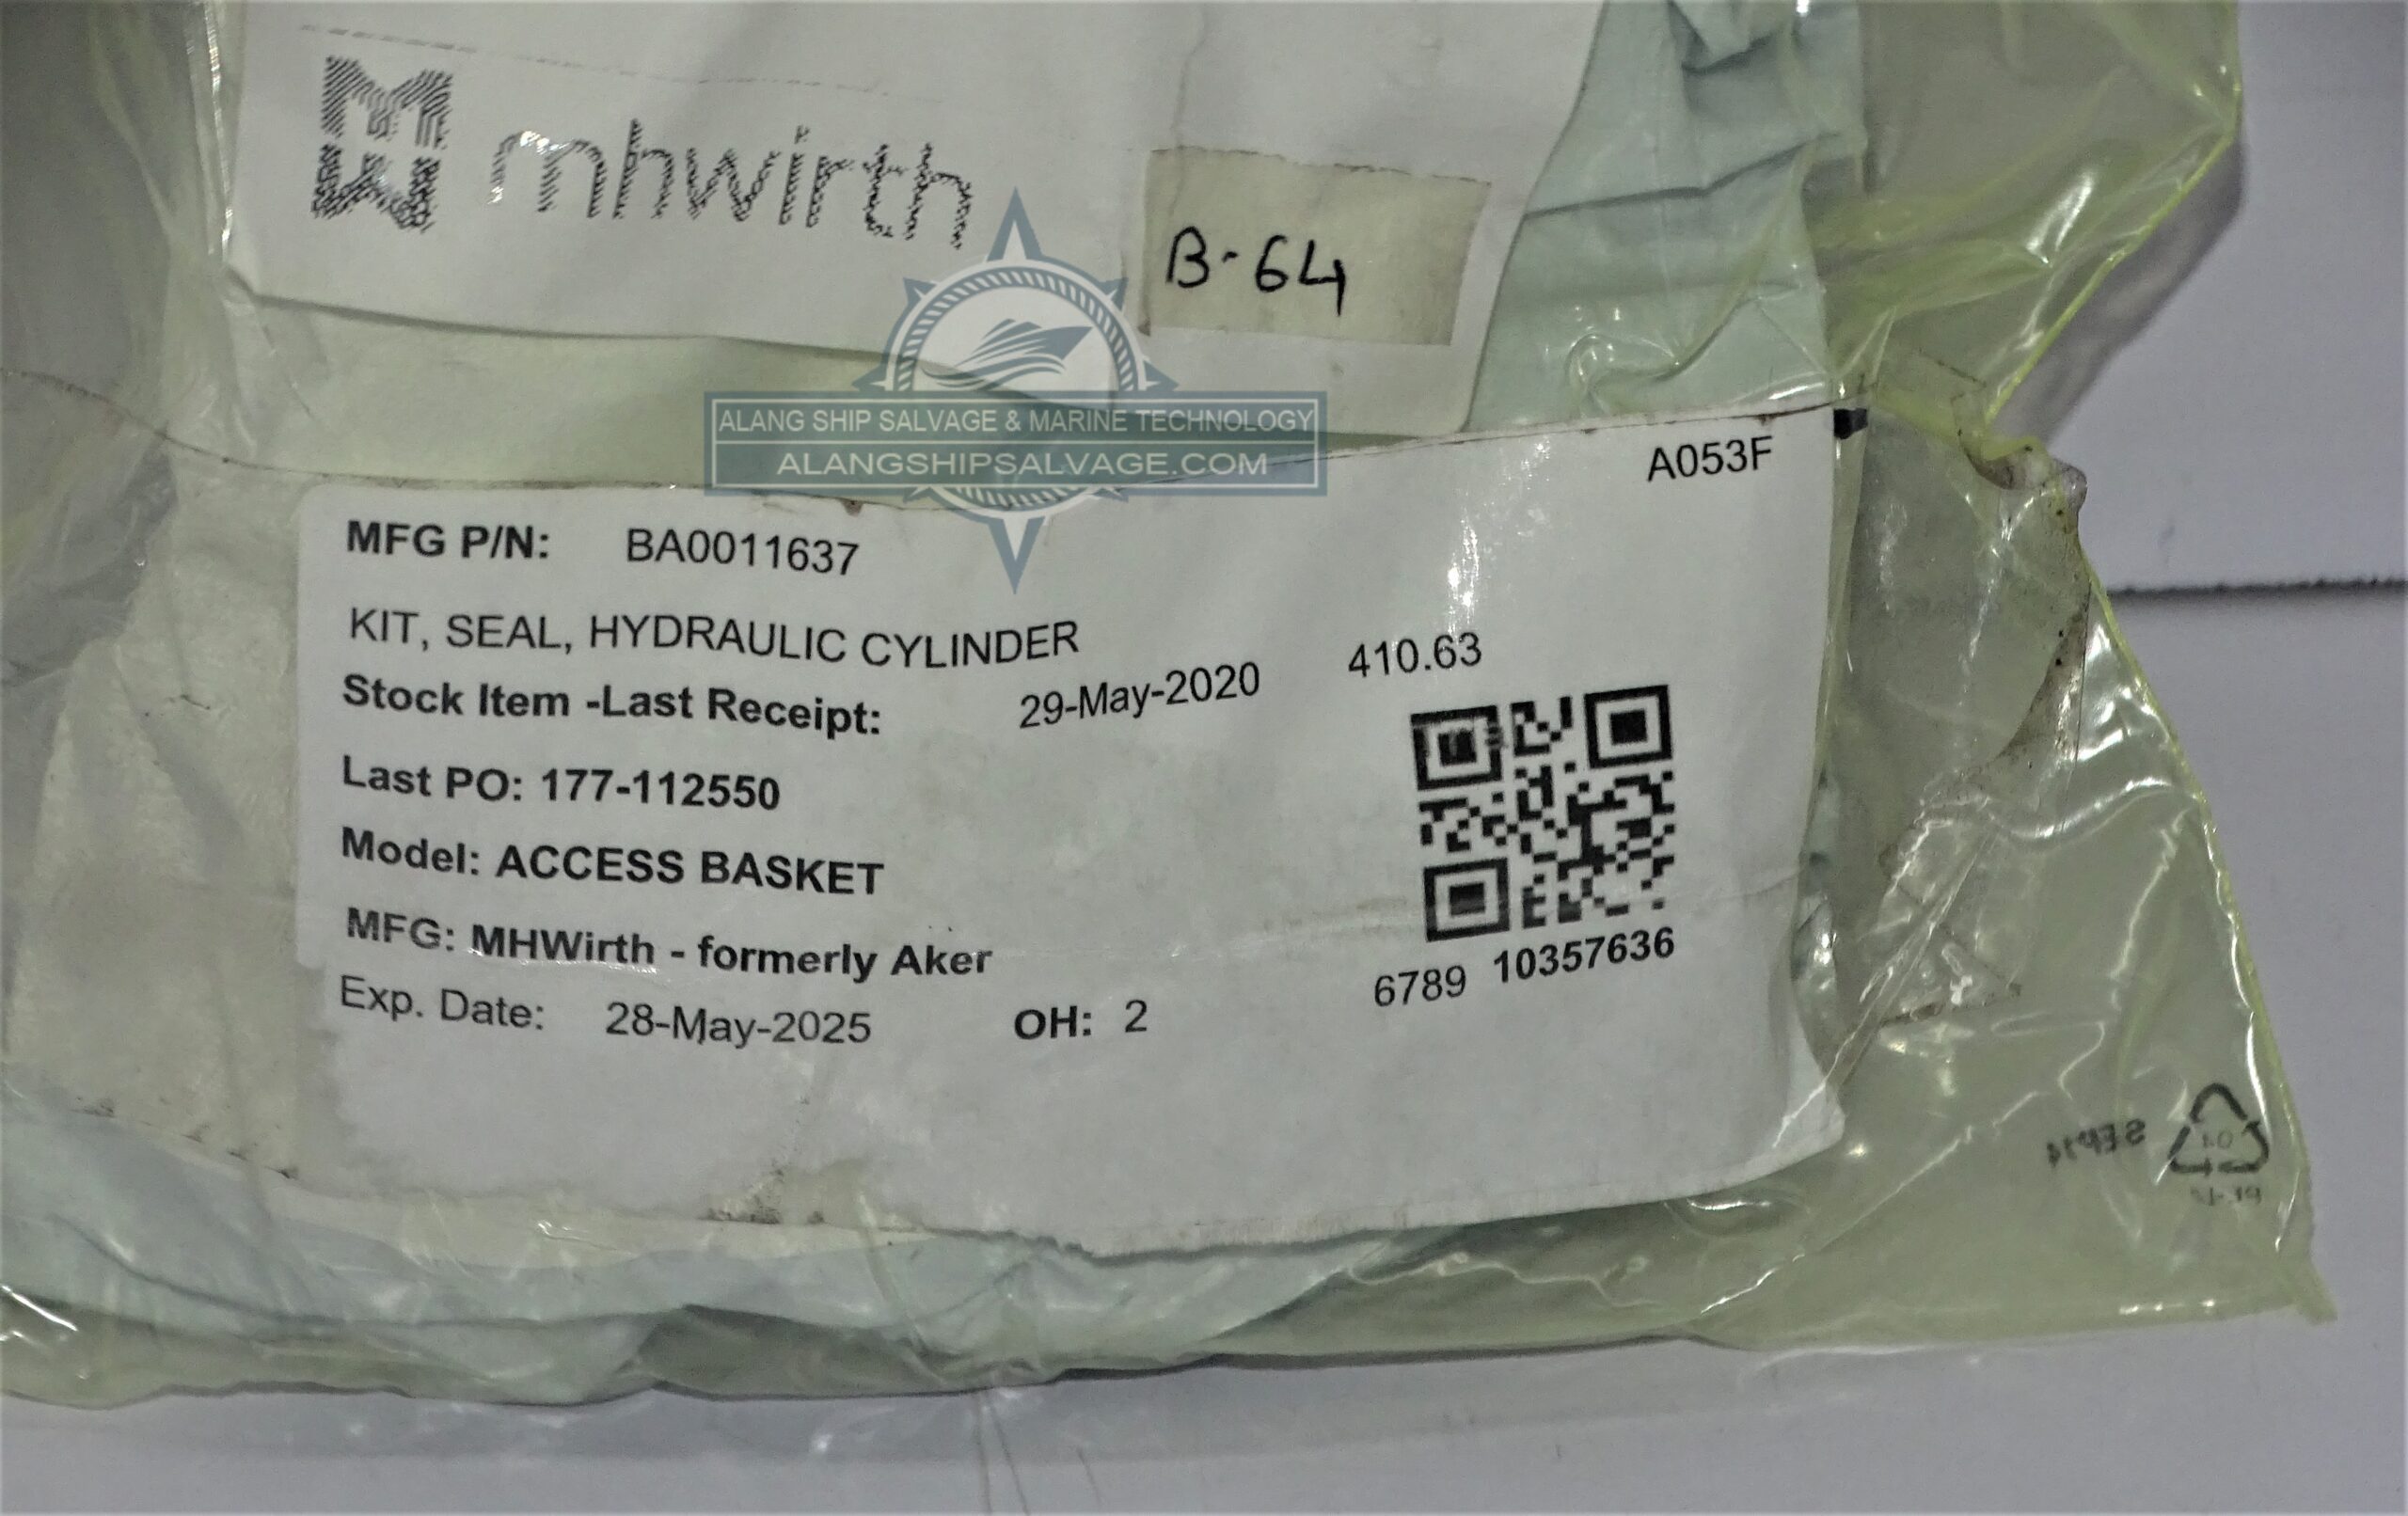 mhwirth
B-64
ALANG SHIP SALVAGE & MARINE TECHNOLOGY
ALANGSHIPSALVAGE.COM
A053F
MFG P/N: BA0011637
KIT, SEAL, HYDRAULIC CYLINDER
410.63
Stock Item -Last Receipt: 29-May-2020
Last PO: 177-112550
Model: ACCESS BASKET
MFG: MHWirth - formerly Aker
6789 10357636
Exp. Date: 28-May-2025 OH: 2
SEP14
04